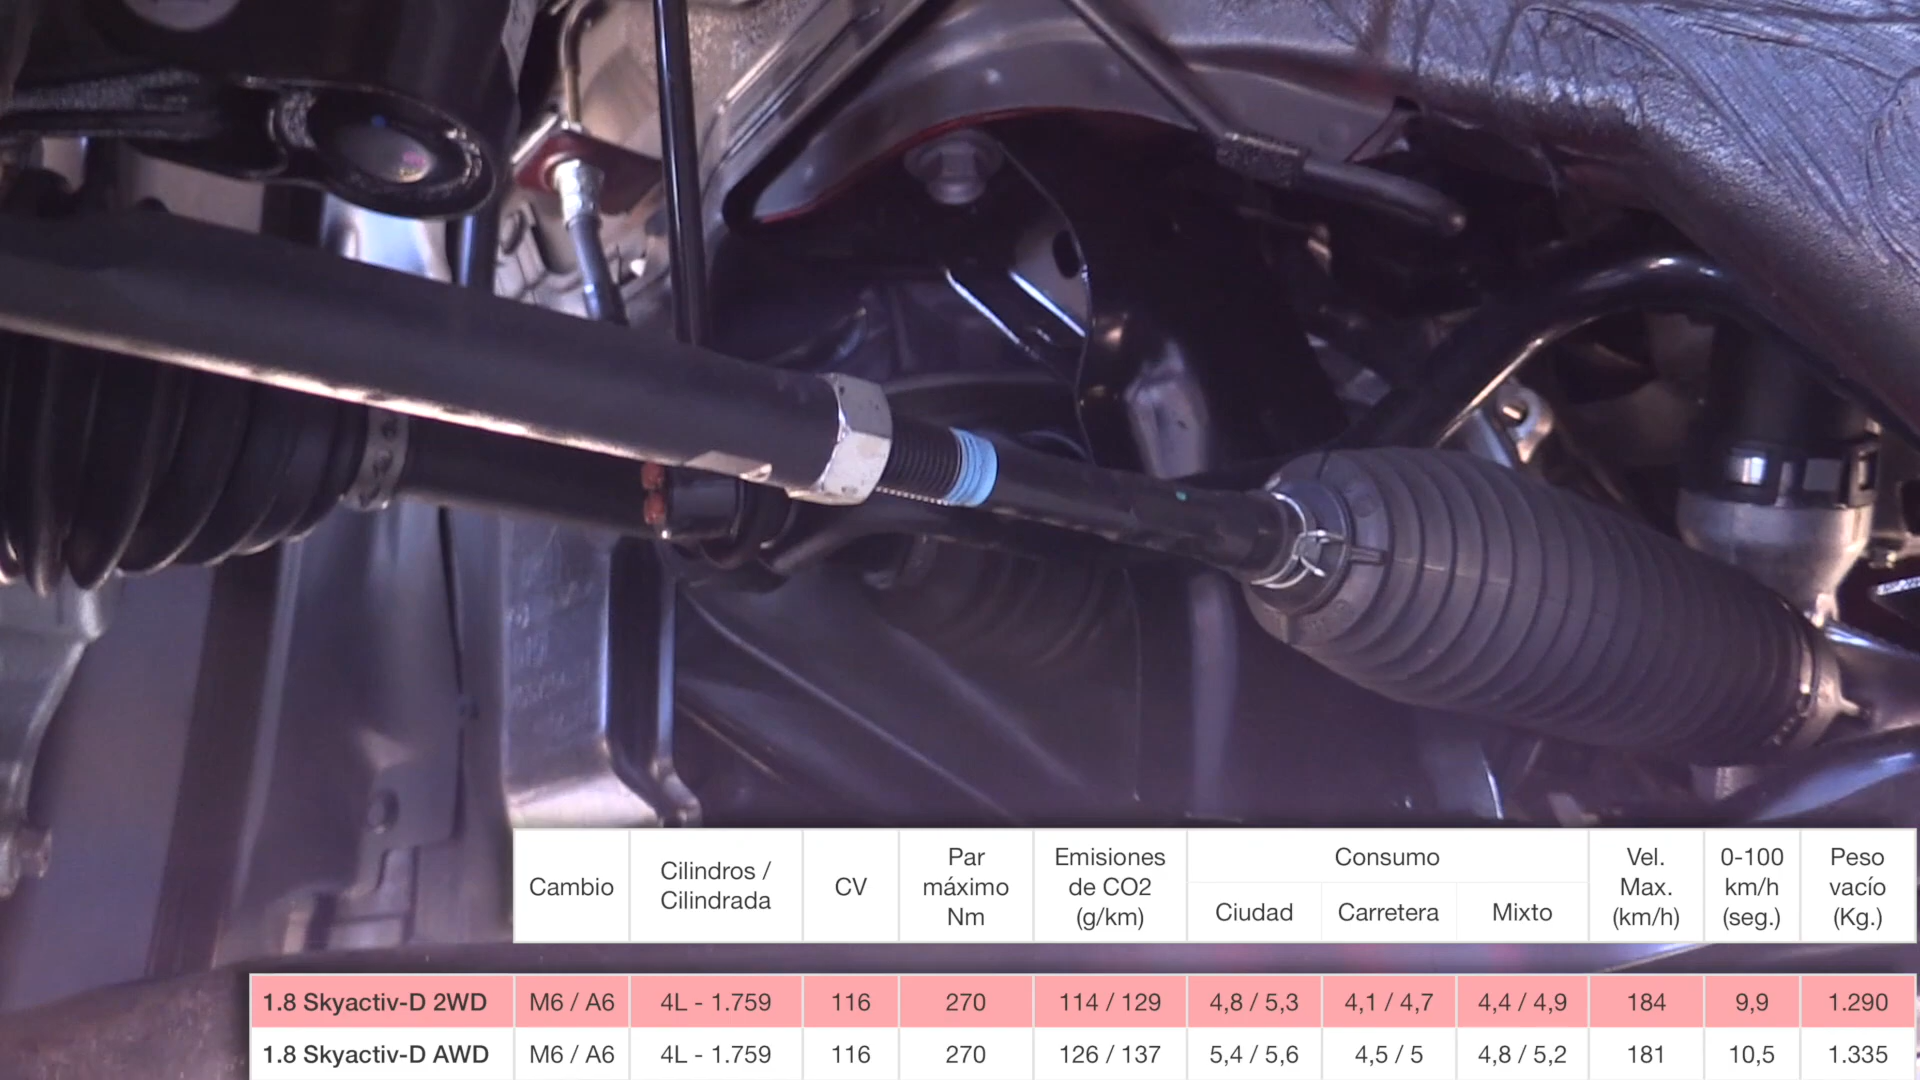 Cambio
Cilindros /
Cilindrada
CV
Par
máximo
Nm
Emisiones
de CO2
(g/km)
Consumo
Ciudad
Carretera
Mixto
Vel.
Max.
(km/h)
0-100
km/h
(seg.)
Peso
vacío
(Kg.)
1.8 Skyactiv-D 2WD M6 / A6 4L - 1.759 116 270 114 / 129 4,8 / 5,3 4,1 / 4,7 4,4 / 4,9 184 9,9 1.290
1.8 Skyactiv-D AWD M6 / A6 4L - 1.759 116 270 126 / 137 5,4 / 5,6 4,5 / 5 4,8 / 5,2 181 10,5 1.335